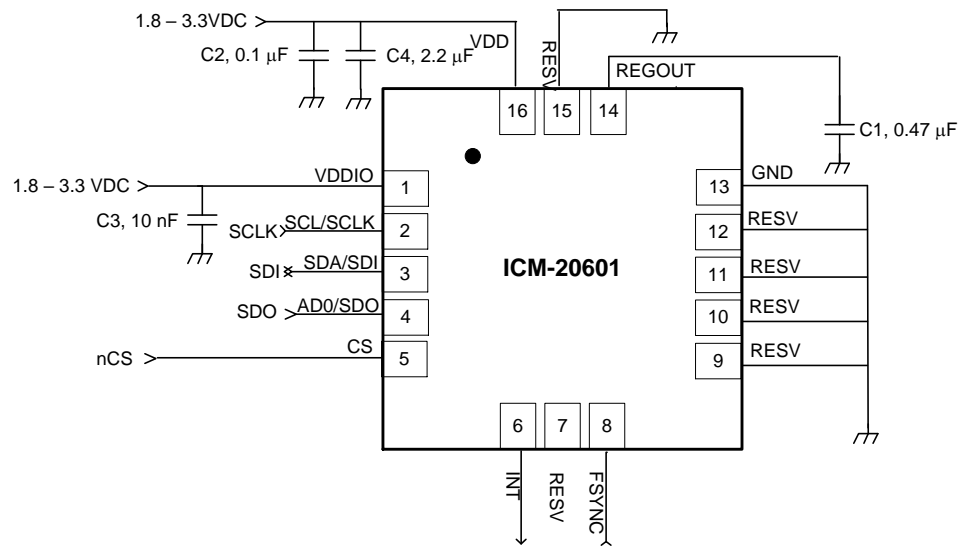 1.8 – 3.3VDC
C2, 0.1 µF
C4, 2.2 µF
VDD
RESV
REGOUT
16
15
14
C1, 0.47 µF
1.8 – 3.3 VDC
VDDIO
1
C3, 10 nF
SCLK
SCL/SCLK
2
SDI
SDA/SDI
3
SDO
AD0/SDO
4
nCS
CS
5
ICM-20601
13
GND
12
RESV
11
RESV
10
RESV
9
RESV
6
7
8
INT
RESV
FSYNC